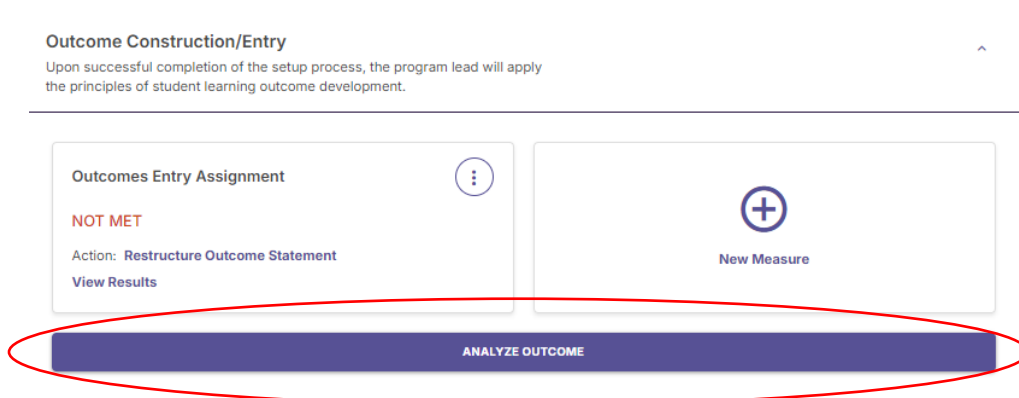 Outcome Construction/Entry
Upon successful completion of the setup process, the program lead will apply
the principles of student learning outcome development.
Outcomes Entry Assignment
NOT MET
Action: Restructure Outcome Statement
View Results
New Measure
ANALYZE OUTCOME